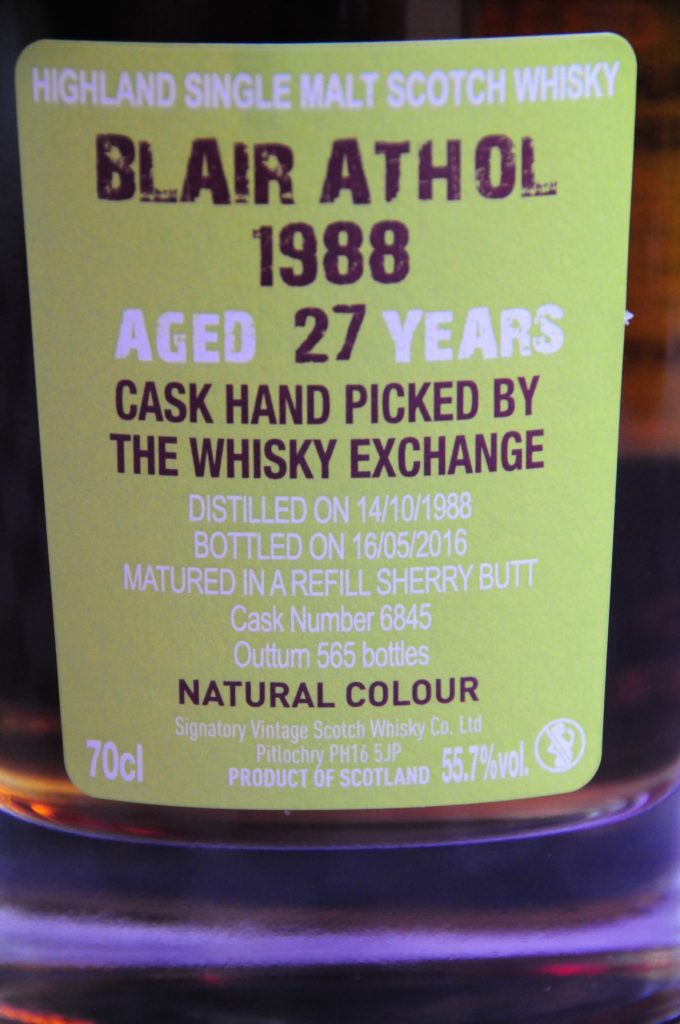 HIGHLAND SINGLE MALT SCOTCH WHISKY
BLAIR ATHOL
1988
AGED 27 YEARS
CASK HAND PICKED BY
THE WHISKY EXCHANGE
DISTILLED ON 14/10/1988
BOTTLED ON 16/05/2016
MATURED IN A REFILL SHERRY BUTT
Cask Number 6845
Outturn 565 bottles
NATURAL COLOUR
Signatory Vintage Scotch Whisky Co. Ltd
Pitlochry PH16 5JP
70cl PRODUCT OF SCOTLAND 55.7%vol.